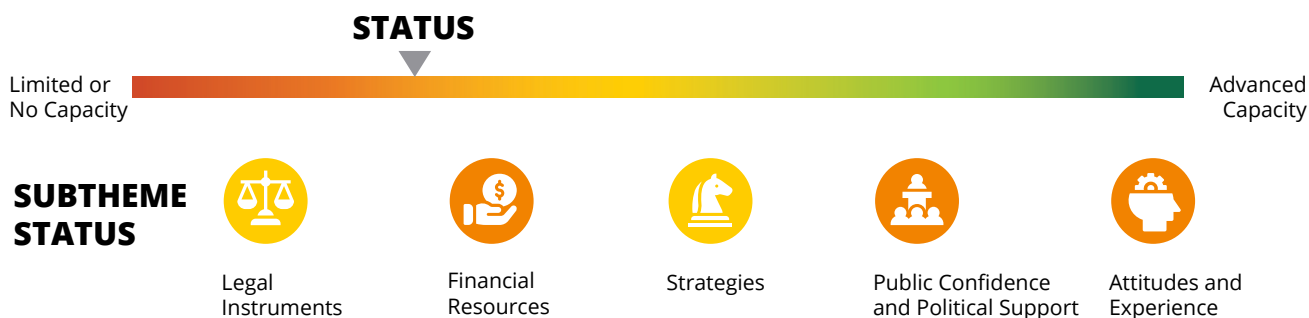 STATUS
Limited or
No Capacity
Advanced
Capacity
SUBTHEME
STATUS
$
Legal
Instruments
Financial
Resources
Strategies
Public Confidence
and Political Support
Attitudes and
Experience